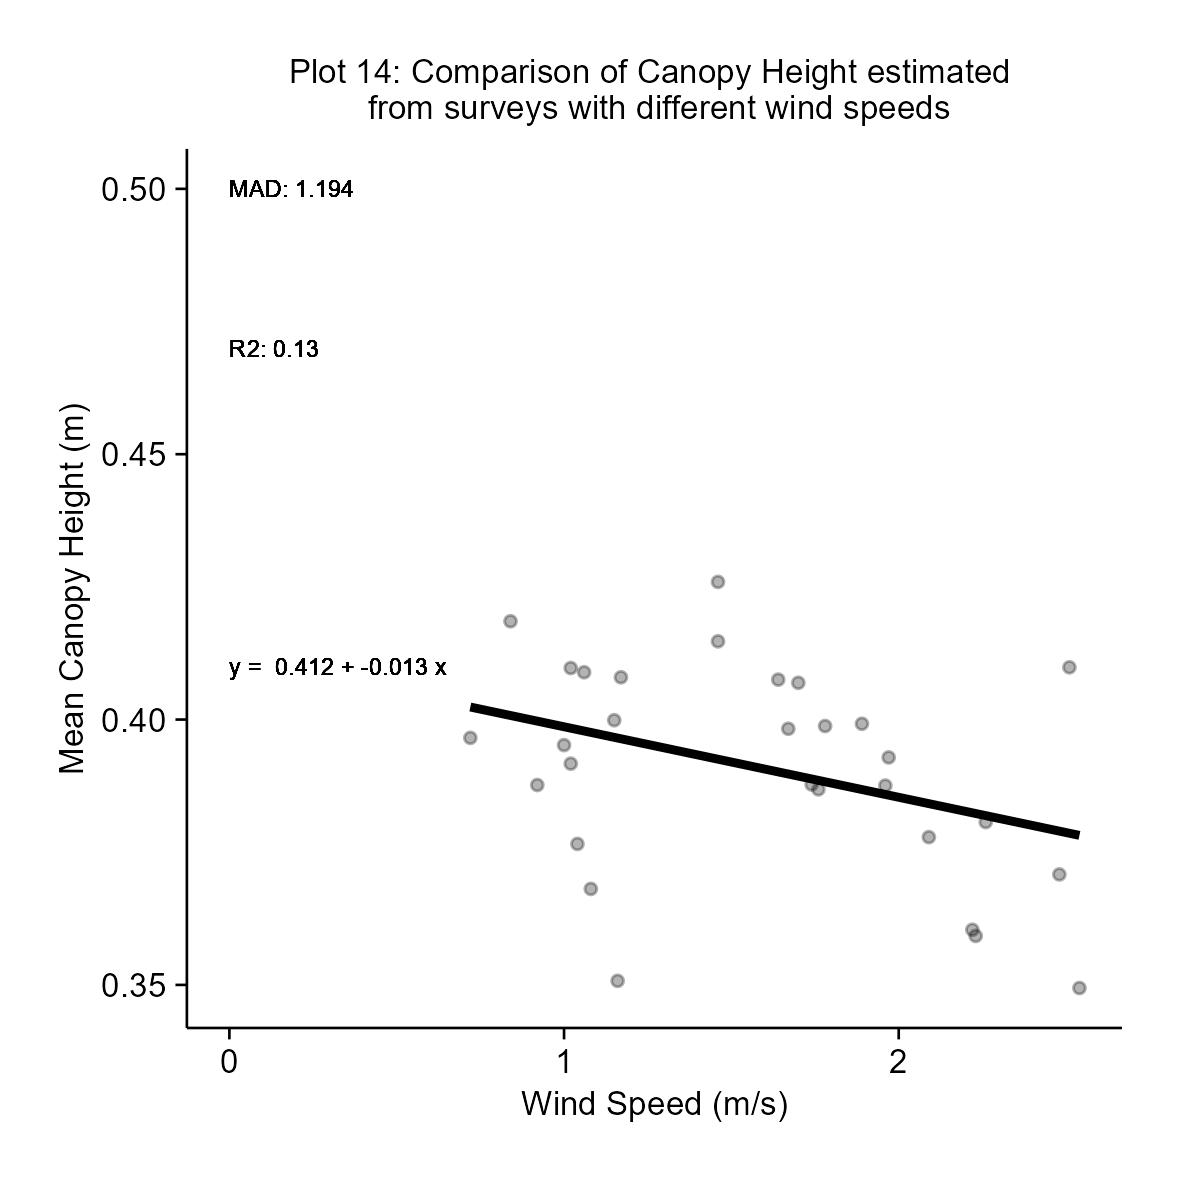 Plot 14: Comparison of Canopy Height estimated
from surveys with different wind speeds
0.50
MAD: 1.194
R2: 0.13
0.45
Mean Canopy Height (m)
y =  0.412 + -0.013 x
0.40
0.35
0
1
2
Wind Speed (m/s)